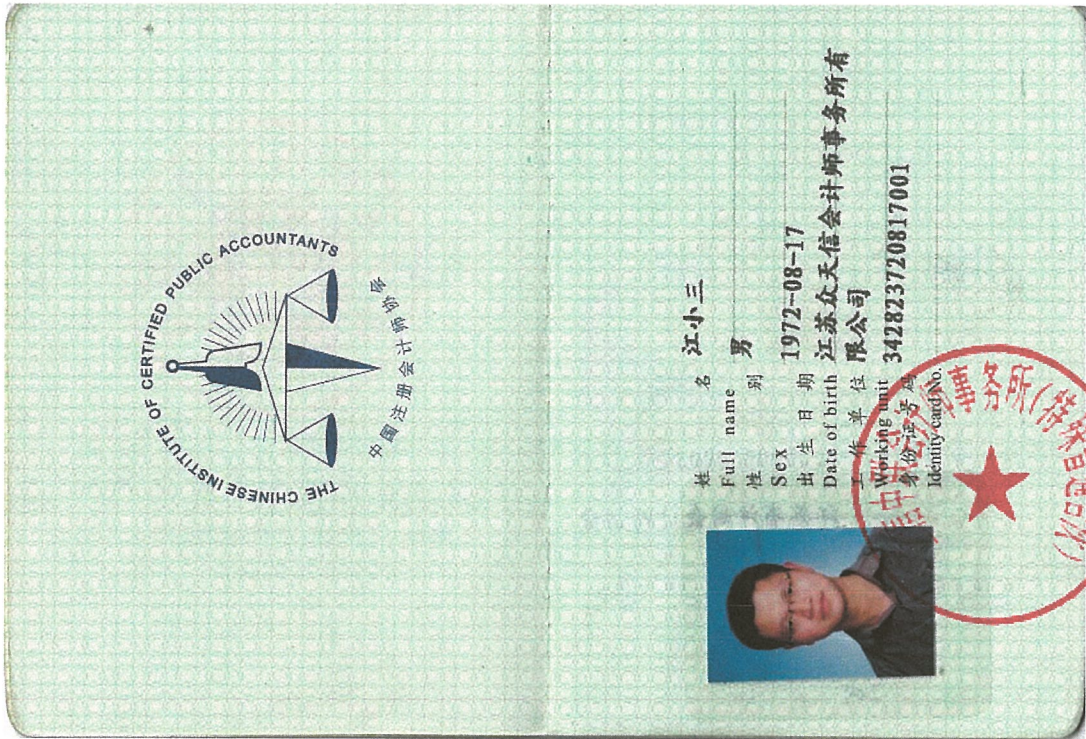 THE CHINESE INSTITUTE OF CERTIFIED PUBLIC ACCOUNTANTS
中国注册会计师协会
姓 名 江小三
Full name
性 别 男
Sex
出生日期 1972-08-17
Date of birth
工作单位 江苏众天信会计师事务所有
限公司
Working unit
身份证号码 342823720817001
Identity card No.
事务所(特殊普通合伙)